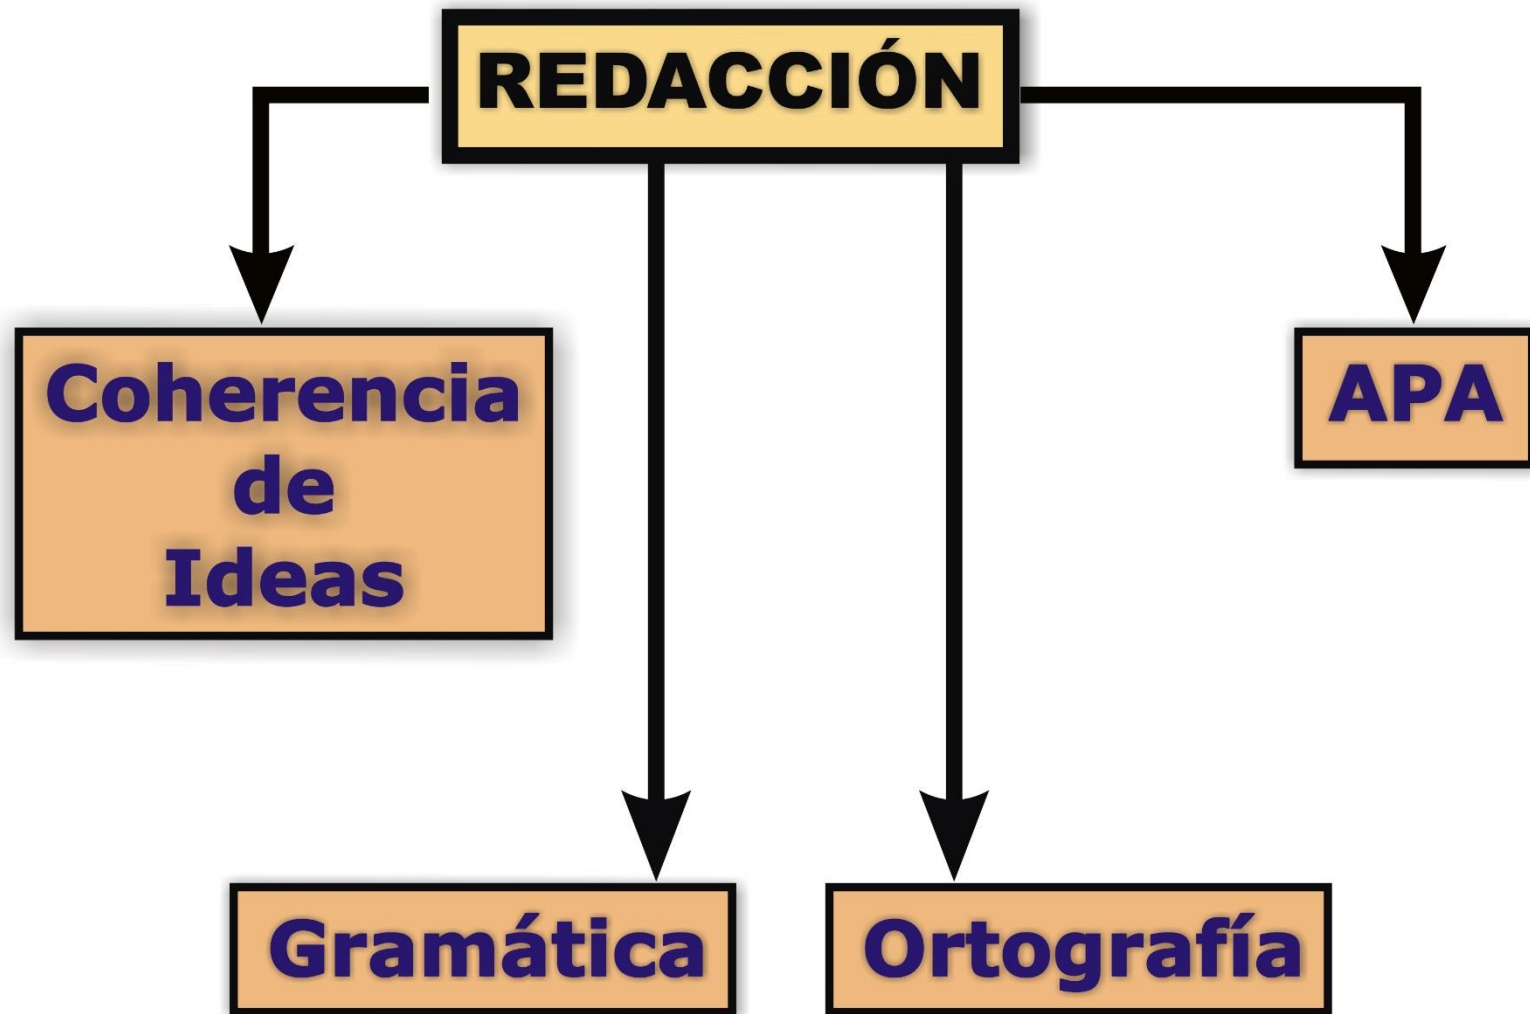 REDACCIÓN
Coherencia
de
Ideas
APA
Gramática
Ortografía